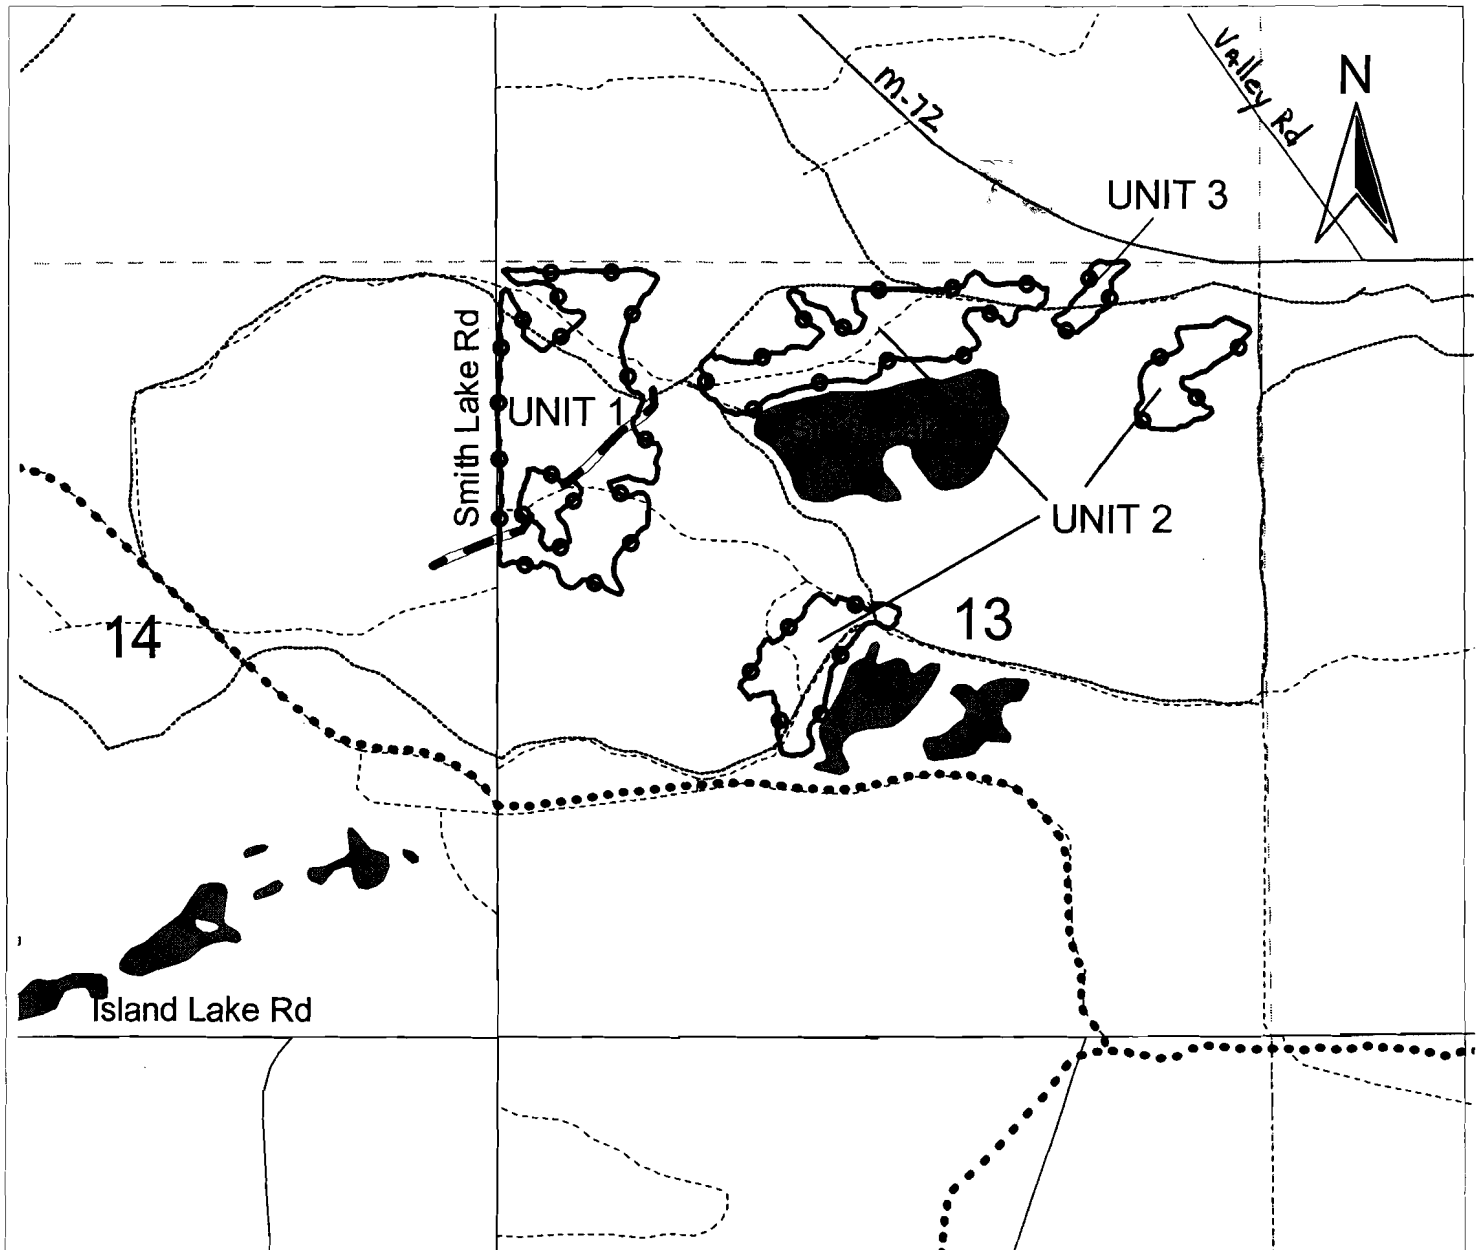 M-72
Valley Rd
N
UNIT 3
Smith Lake Rd
UNIT 1
UNIT 2
14
13
Island Lake Rd